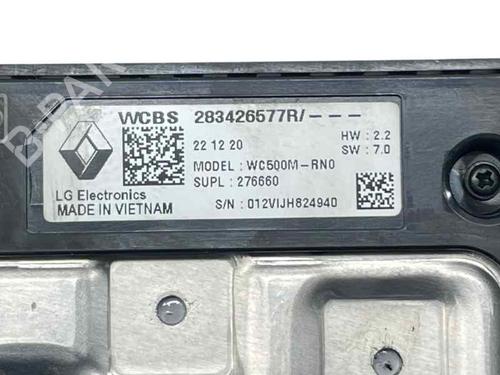 WCBS 283426577R/---
22 12 20
HW : 2.2
SW : 7.0
MODEL : WC500M-RN0
SUPL : 276660
LG Electronics
MADE IN VIETNAM
S/N : 012VIJH824940
B-PARTS